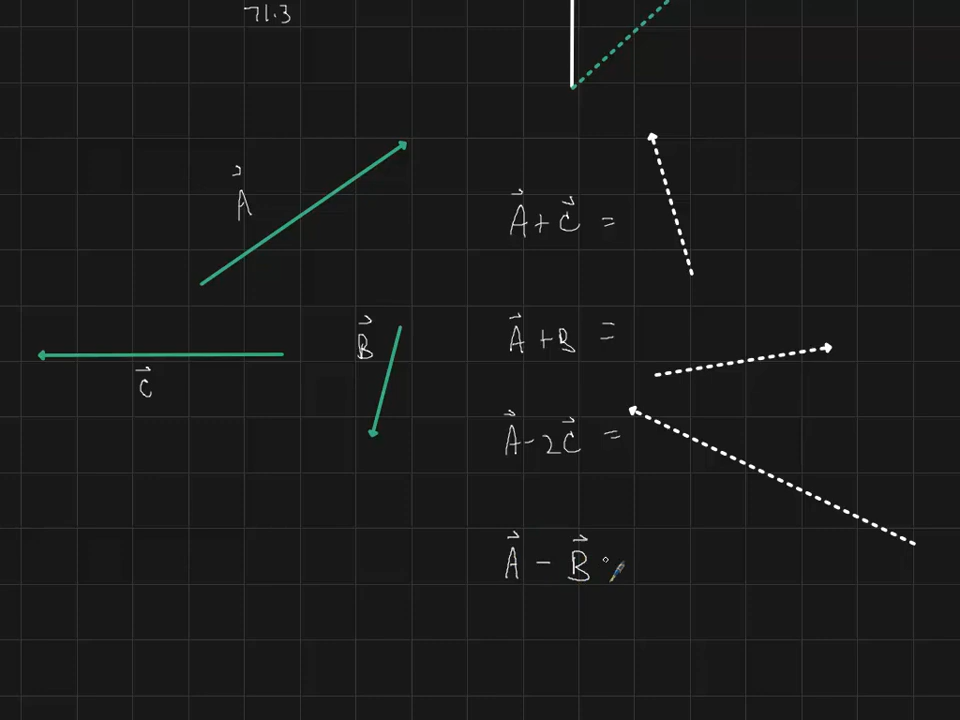 71.3
A⃗
A⃗ + C⃗ =
B⃗
A⃗ + B =
C⃗
A⃗ - 2C⃗ =
A⃗ - B⃗